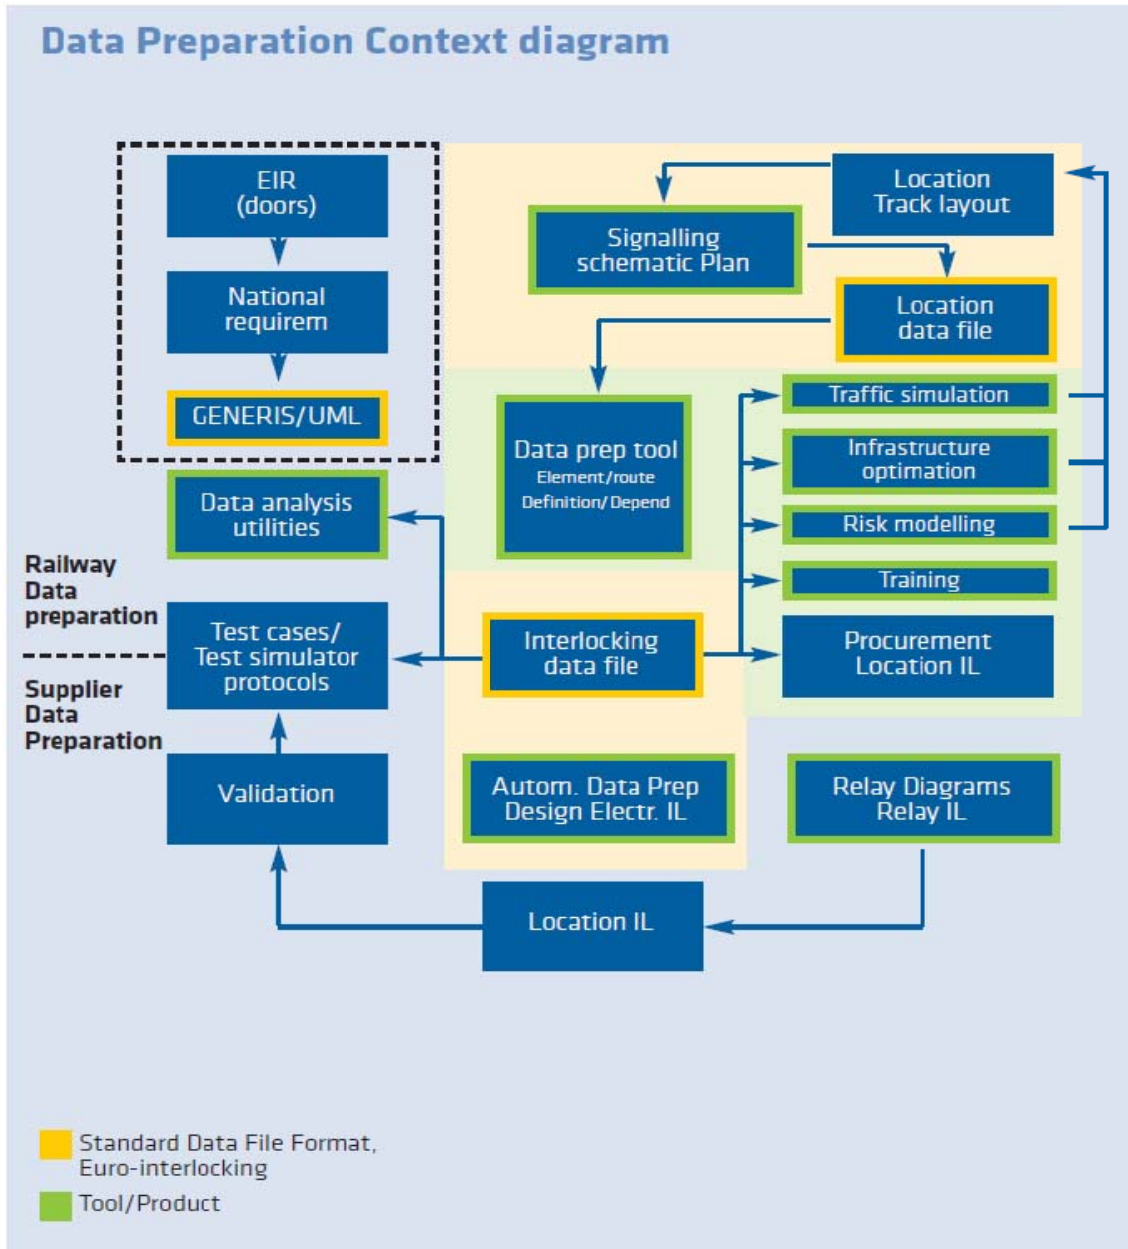 Data Preparation Context diagram
EIR
(doors)
National
requirem
GENERIS/UML
Data analysis
utilities
Railway
Data
preparation
Test cases/
Test simulator
protocols
Supplier
Data
Preparation
Validation
Location
Track layout
Signalling
schematic Plan
Location
data file
Data prep tool
Element/route
Definition/Depend
Traffic simulation
Infrastructure
optimation
Risk modelling
Training
Interlocking
data file
Procurement
Location IL
Autom. Data Prep
Design Electr. IL
Relay Diagrams
Relay IL
Location IL
Standard Data File Format,
Euro-interlocking
Tool/Product